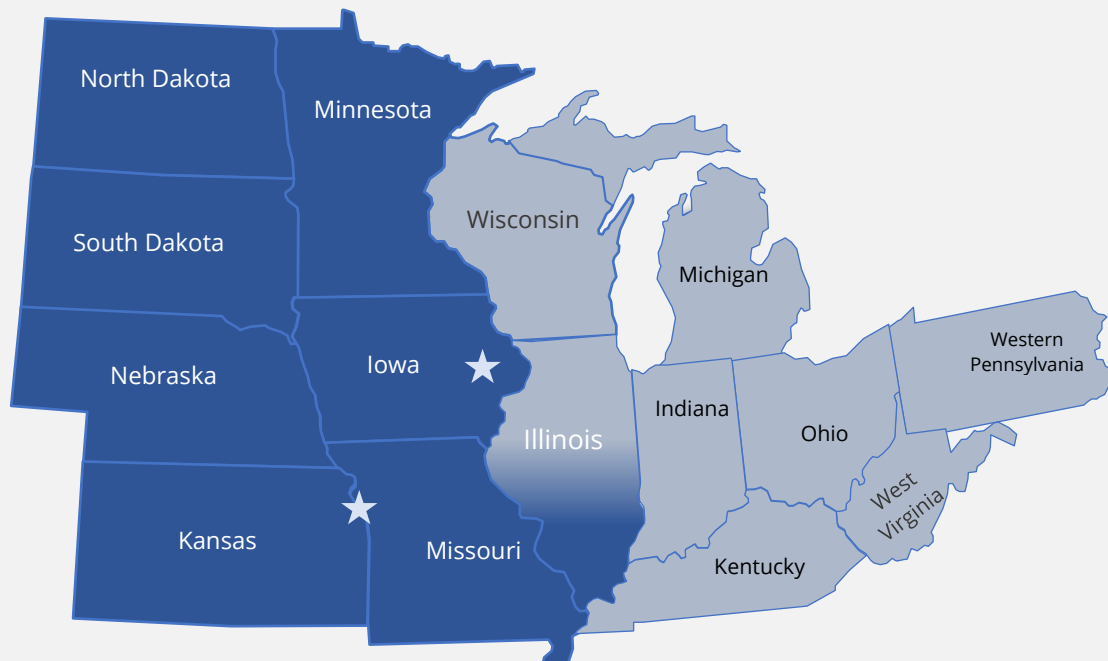 North Dakota
Minnesota
Wisconsin
South Dakota
Michigan
Western
Pennsylvania
Iowa
Nebraska
Indiana
Ohio
Illinois
West
Virginia
Kansas
Missouri
Kentucky